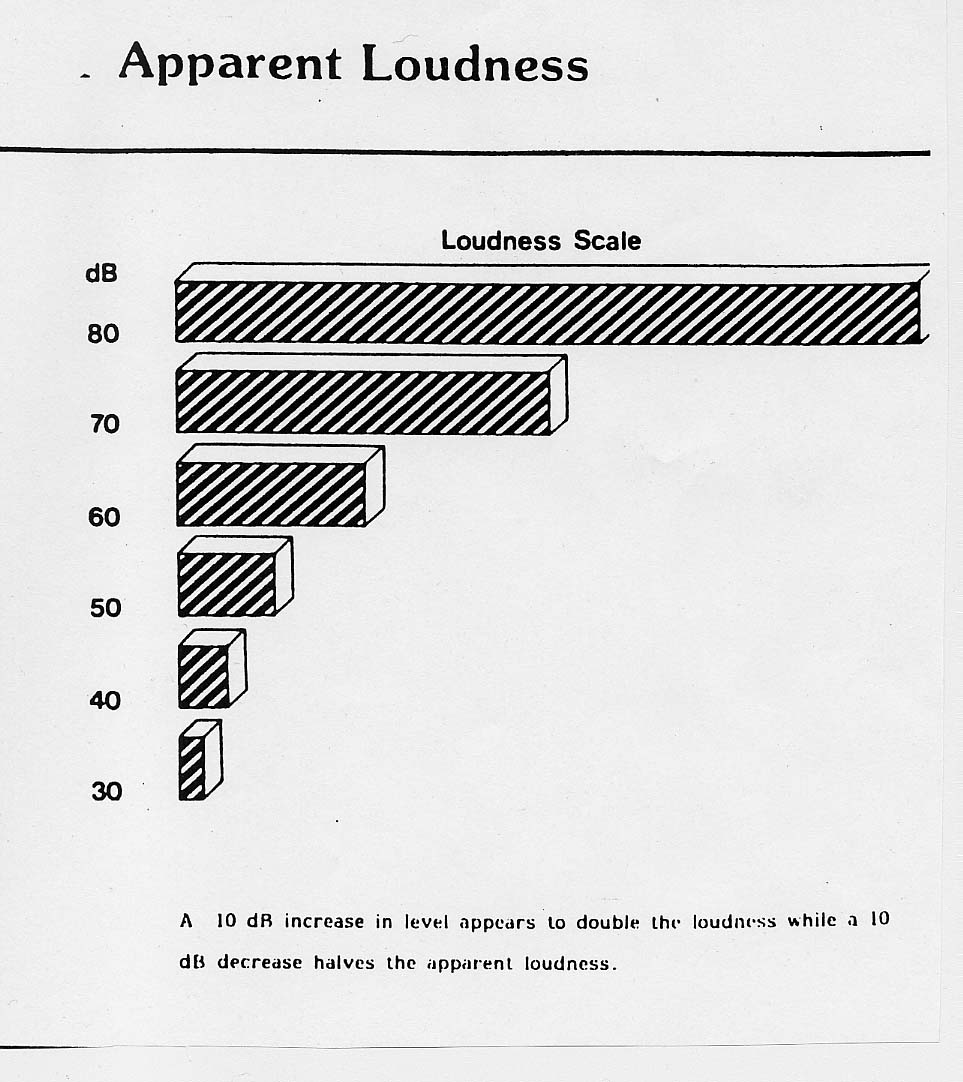 Apparent Loudness
Loudness Scale
dB
80
70
60
50
40
30
A 10 dB increase in level appears to double the loudness while a 10
dB decrease halves the apparent loudness.